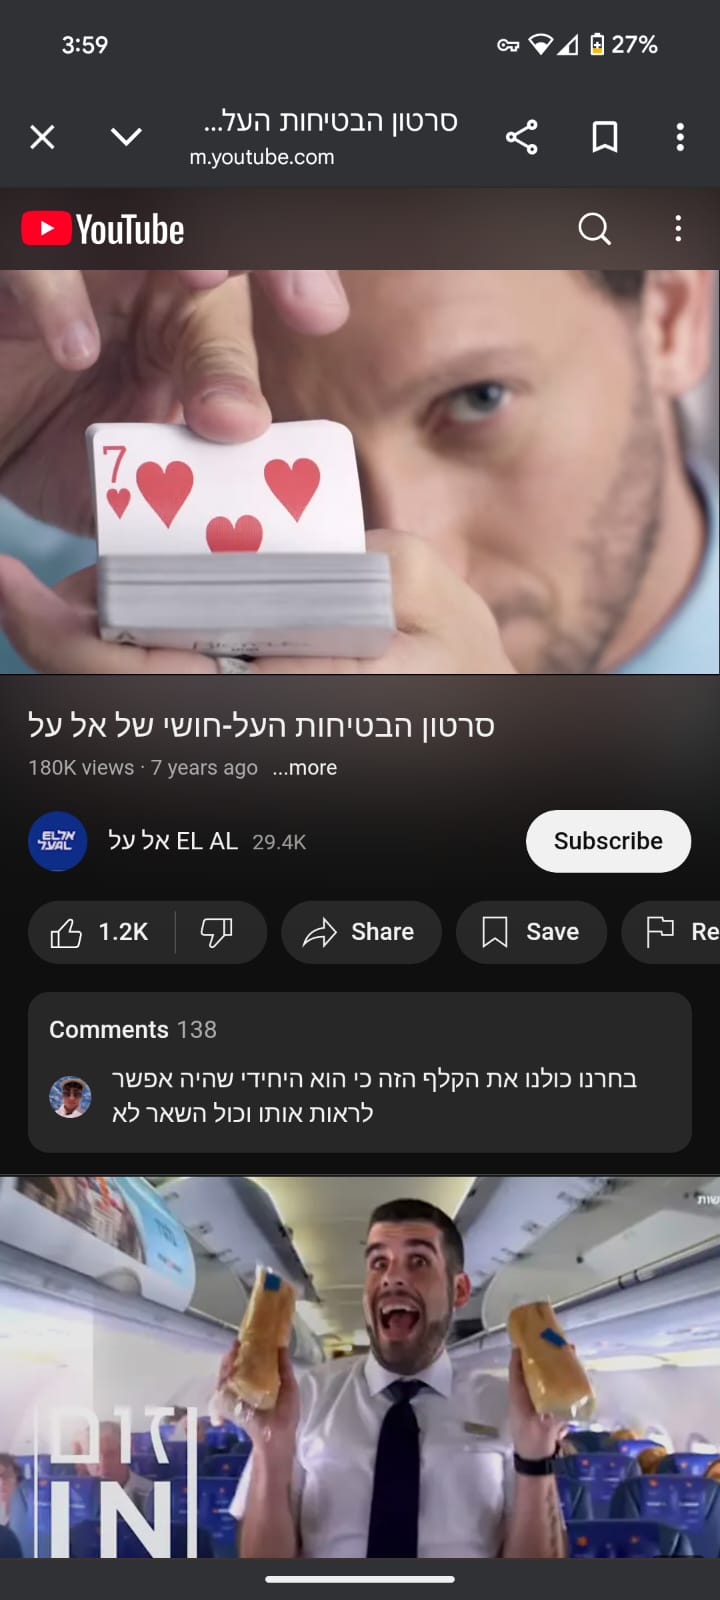 3:59
27%
סרטון הבטיחות העל...
m.youtube.com
YouTube
7
סרטון הבטיחות העל-חושי של אל על
180K views · 7 years ago ...more
EL AL
אל על EL AL 29.4K
Subscribe
1.2K
Share
Save
Re
Comments 138
בחרנו כולנו את הקלף הזה כי הוא היחידי שהיה אפשר
לראות אותו וכול השאר לא
זום
IN